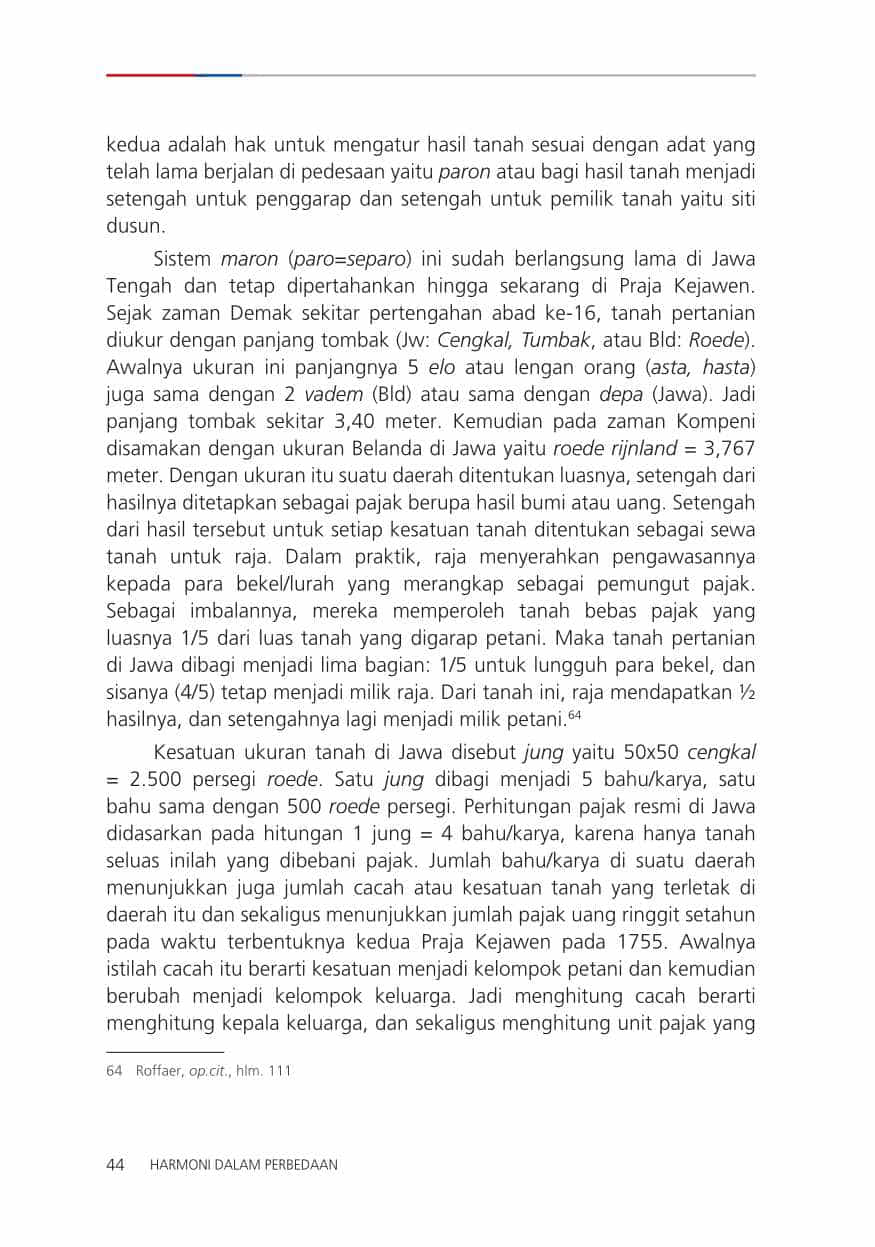 kedua adalah hak untuk mengatur hasil tanah sesuai dengan adat yang
telah lama berjalan di pedesaan yaitu paron atau bagi hasil tanah menjadi
setengah untuk penggarap dan setengah untuk pemilik tanah yaitu siti
dusun.
Sistem maron (paro=separo) ini sudah berlangsung lama di Jawa
Tengah dan tetap dipertahankan hingga sekarang di Praja Kejawen.
Sejak zaman Demak sekitar pertengahan abad ke-16, tanah pertanian
diukur dengan panjang tombak (Jw: Cengkal, Tumbak, atau Bld: Roede).
Awalnya ukuran ini panjangnya 5 elo atau lengan orang (asta, hasta)
juga sama dengan 2 vadem (Bld) atau sama dengan depa (Jawa). Jadi
panjang tombak sekitar 3,40 meter. Kemudian pada zaman Kompeni
disamakan dengan ukuran Belanda di Jawa yaitu roede rijnland = 3,767
meter. Dengan ukuran itu suatu daerah ditentukan luasnya, setengah dari
hasilnya ditetapkan sebagai pajak berupa hasil bumi atau uang. Setengah
dari hasil tersebut untuk setiap kesatuan tanah ditentukan sebagai sewa
tanah untuk raja. Dalam praktik, raja menyerahkan pengawasannya
kepada para bekel/lurah yang merangkap sebagai pemungut pajak.
Sebagai imbalannya, mereka memperoleh tanah bebas pajak yang
luasnya 1/5 dari luas tanah yang digarap petani. Maka tanah pertanian
di Jawa dibagi menjadi lima bagian: 1/5 untuk lungguh para bekel, dan
sisanya (4/5) tetap menjadi milik raja. Dari tanah ini, raja mendapatkan ½
hasilnya, dan setengahnya lagi menjadi milik petani.64
Kesatuan ukuran tanah di Jawa disebut jung yaitu 50x50 cengkal
= 2.500 persegi roede. Satu jung dibagi menjadi 5 bahu/karya, satu
bahu sama dengan 500 roede persegi. Perhitungan pajak resmi di Jawa
didasarkan pada hitungan 1 jung = 4 bahu/karya, karena hanya tanah
seluas inilah yang dibebani pajak. Jumlah bahu/karya di suatu daerah
menunjukkan juga jumlah cacah atau kesatuan tanah yang terletak di
daerah itu dan sekaligus menunjukkan jumlah pajak uang ringgit setahun
pada waktu terbentuknya kedua Praja Kejawen pada 1755. Awalnya
istilah cacah itu berarti kesatuan menjadi kelompok petani dan kemudian
berubah menjadi kelompok keluarga. Jadi menghitung cacah berarti
menghitung kepala keluarga, dan sekaligus menghitung unit pajak yang
64 Roffaer, op.cit., hlm. 111
44 HARMONI DALAM PERBEDAAN